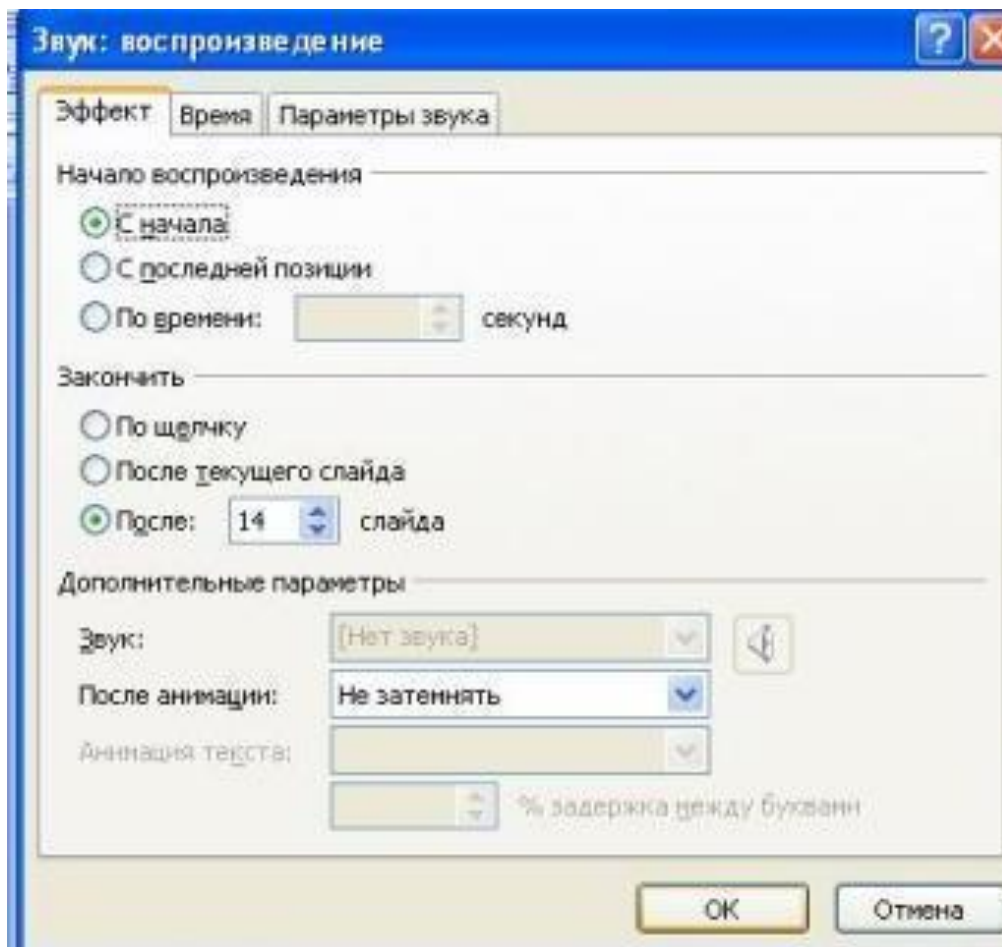 Звук: воспроизведение
Эффект Время Параметры звука
Начало воспроизведения
С начала
С последней позиции
По времени: секунд
Закончить
По щелчку
После текущего слайда
После: 14 слайда
Дополнительные параметры
Звук: [Нет звука]
После анимации: Не затемнять
Анимация текста:
% задержка между буквами
ОК Отмена